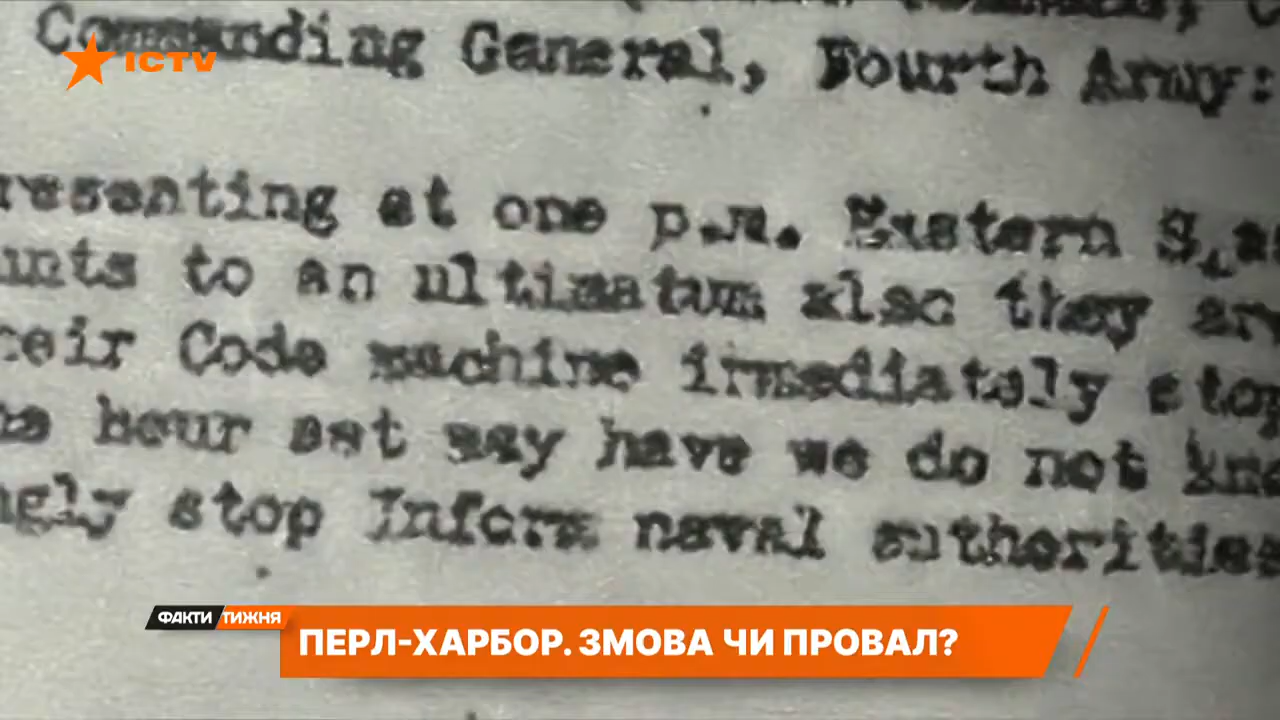 Commanding General, Fourth Army:
ICTV
resenting at one p.m. Eastern S
unts to an ultimatum also they ar
eir Code machine immediately stop
hour set may have we do not kno
ngly stop Inform naval authorities
ФАКТИ ТИЖНЯ
ПЕРЛ-ХАРБОР. ЗМОВА ЧИ ПРОВАЛ?